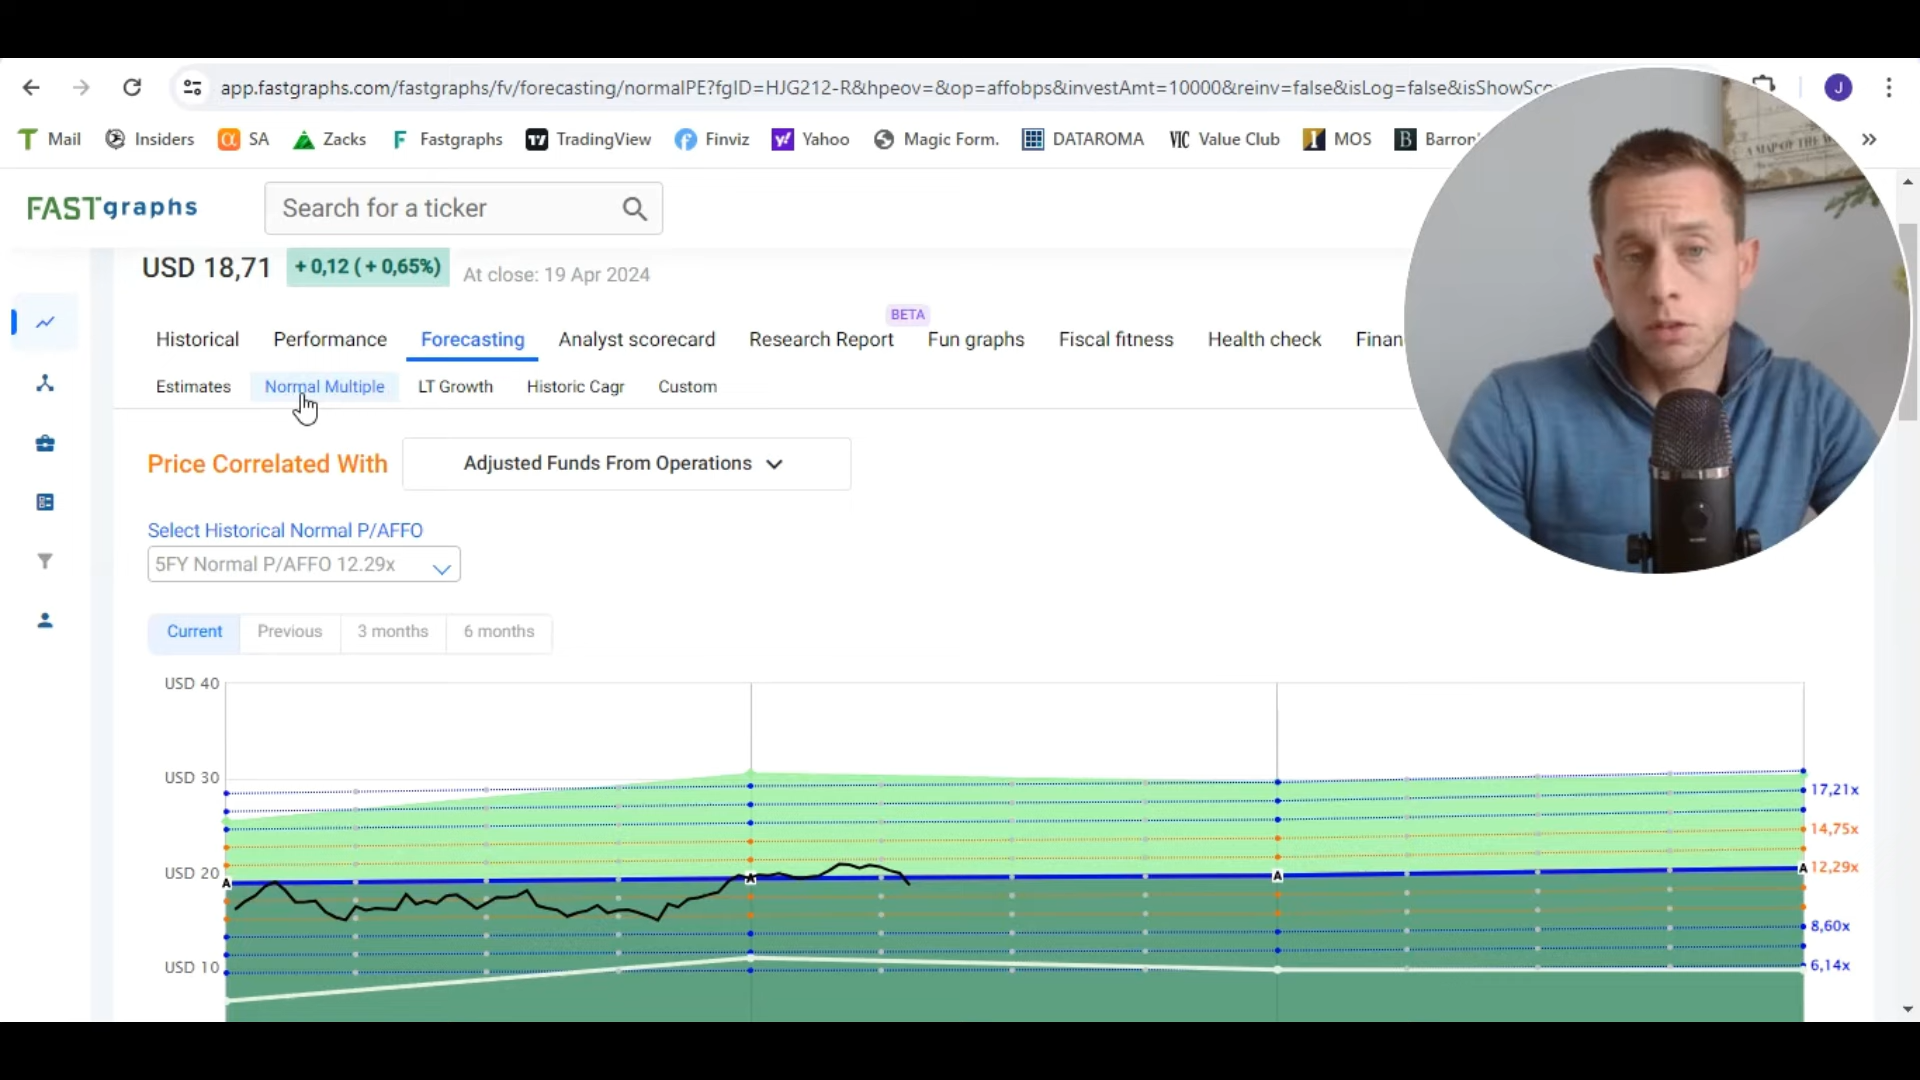 app.fastgraphs.com/fastgraphs/fv/forecasting/normalPE?fgID=HJG212-R&hpeov=&op=affobps&investAmt=10000&reinv=false&isLog=false&isShowSco
J
Mail Insiders SA Zacks Fastgraphs TradingView Finviz Yahoo Magic Form. DATAROMA VIC Value Club MOS Barron'
A MAP OF THE W
FASTgraphs
Search for a ticker
USD 18,71 + 0,12 ( + 0,65%) At close: 19 Apr 2024
BETA
Historical Performance Forecasting Analyst scorecard Research Report Fun graphs Fiscal fitness Health check Finan
Estimates Normal Multiple LT Growth Historic Cagr Custom
Price Correlated With Adjusted Funds From Operations
Select Historical Normal P/AFFO
5FY Normal P/AFFO 12.29x
Current Previous 3 months 6 months
USD 40
USD 30
17,21x
14,75x
USD 20
A A A A 12,29x
8,60x
USD 10
6,14x